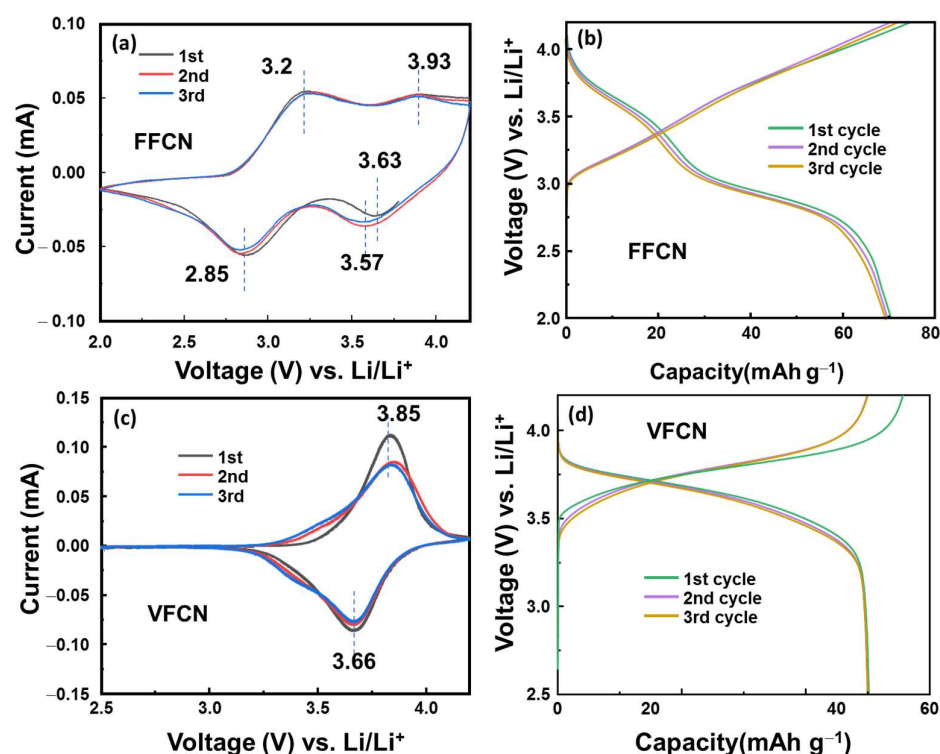 (a)
1st
2nd
3rd
3.2
3.93
FFCN
3.63
2.85
3.57
0.10
0.05
0.00
−0.05
−0.10
Current (mA)
2.0
2.5
3.0
3.5
4.0
Voltage (V) vs. Li/Li⁺
(b)
1st cycle
2nd cycle
3rd cycle
FFCN
4.0
3.5
3.0
2.5
2.0
Voltage (V) vs. Li/Li⁺
0
20
40
60
80
Capacity(mAh g⁻¹)
(c)
3.85
1st
2nd
3rd
VFCN
3.66
0.15
0.10
0.05
0.00
−0.05
−0.10
−0.15
Current (mA)
2.5
3.0
3.5
4.0
Voltage (V) vs. Li/Li⁺
(d)
VFCN
1st cycle
2nd cycle
3rd cycle
4.0
3.5
3.0
2.5
Voltage (V) vs. Li/Li⁺
0
20
40
60
Capacity(mAh g⁻¹)